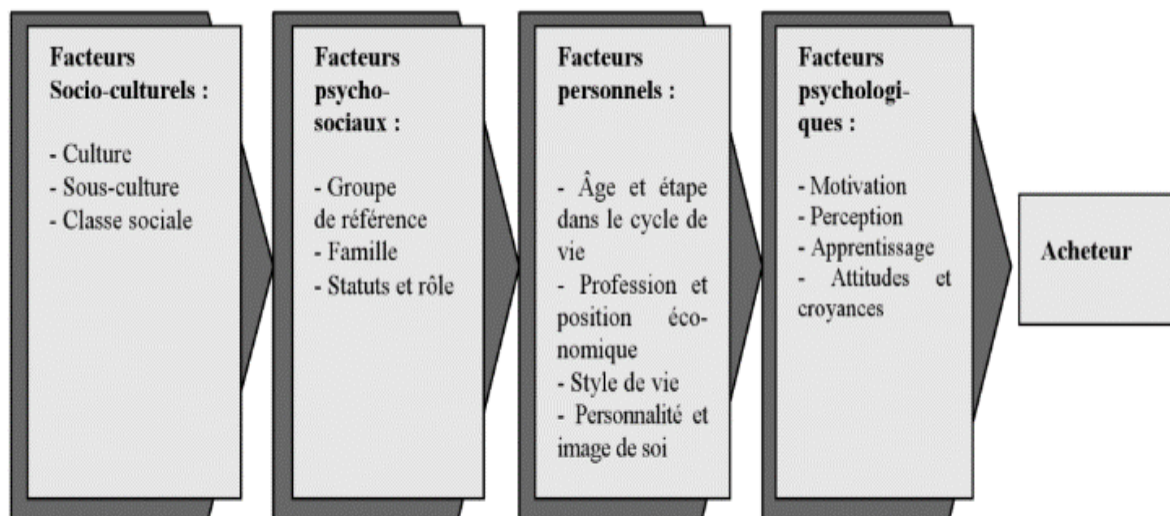 Facteurs
Socio-culturels :
- Culture
- Sous-culture
- Classe sociale
Facteurs
psycho-
sociaux :
- Groupe
de référence
- Famille
- Statuts et rôle
Facteurs
personnels :
- Âge et étape
dans le cycle de
vie
- Profession et
position éco-
nomique
- Style de vie
- Personnalité et
image de soi
Facteurs
psychologi-
ques :
- Motivation
- Perception
- Apprentissage
- Attitudes et
croyances
Acheteur